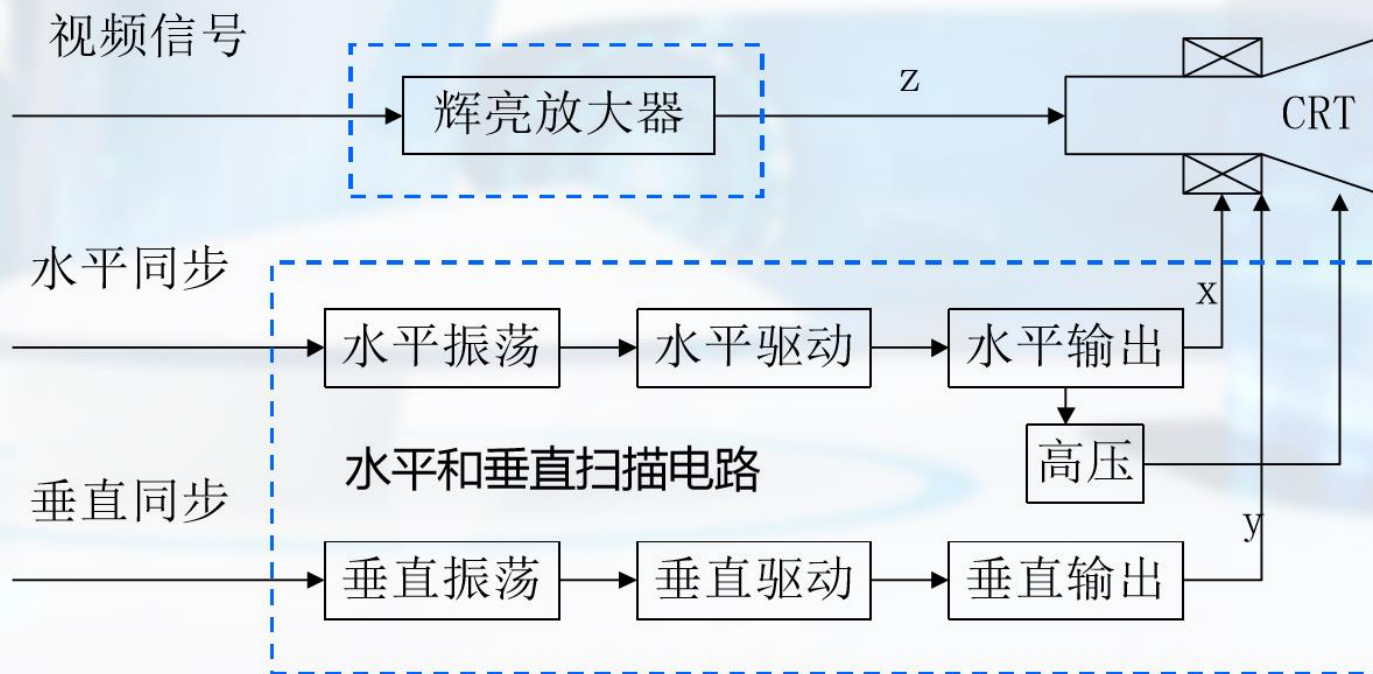 视频信号
辉亮放大器
z
CRT
水平同步
x
水平振荡
水平驱动
水平输出
高压
水平和垂直扫描电路
垂直同步
y
垂直振荡
垂直驱动
垂直输出